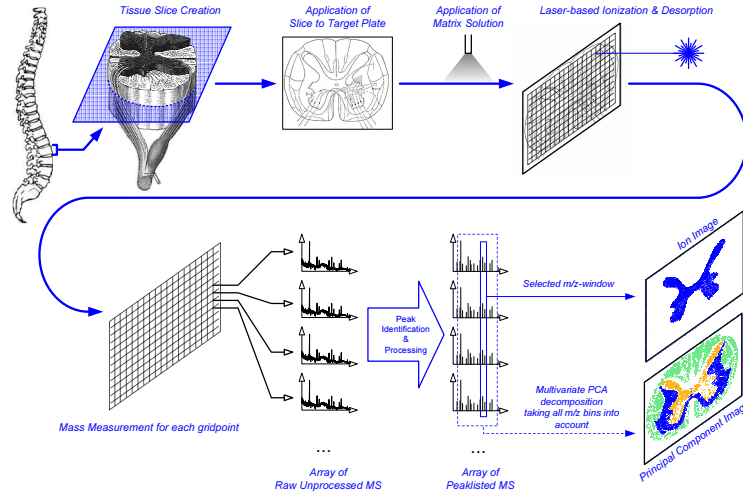 Tissue Slice Creation
Application of
Slice to Target Plate
Application of
Matrix Solution
Laser-based Ionization & Desorption
Ion Image
Selected m/z-window
Peak
Identification
&
Processing
Multivariate PCA
decomposition
taking all m/z bins into
account
Principal Component Image
Mass Measurement for each gridpoint
...
...
Array of
Raw Unprocessed MS
Array of
Peaklisted MS